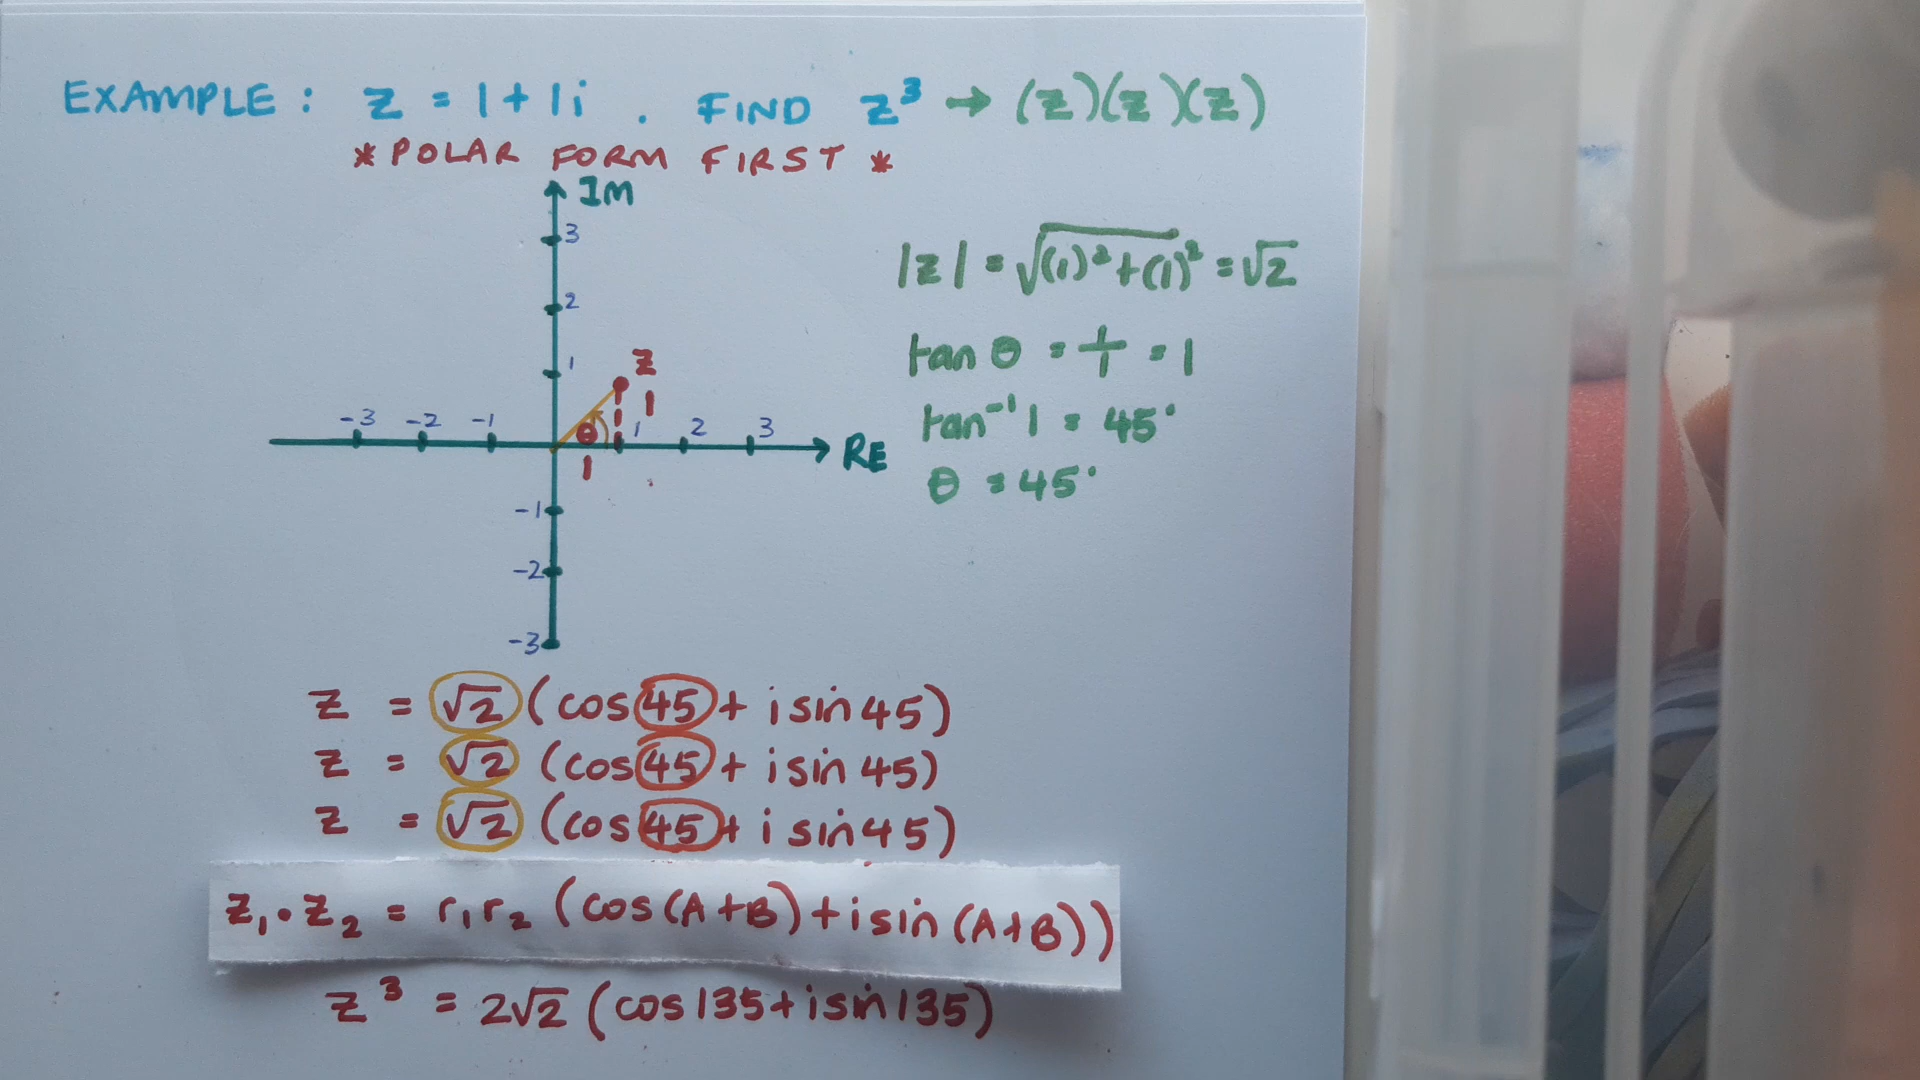 EXAMPLE : z = 1 + 1i . FIND z³ → (z)(z)(z)
* POLAR FORM FIRST *
IM
3
2
1
z
1
θ
-3 -2 -1 1 2 3 RE
1
-1
-2
-3
|z| = √(1)²+(1)² = √2
tan θ = 1/1 = 1
tan⁻¹ 1 = 45°
θ = 45°
z = √2 (cos 45 + i sin 45)
z = √2 (cos 45 + i sin 45)
z = √2 (cos 45 + i sin 45)
z₁ • z₂ = r₁ r₂ (cos (A+B) + i sin (A+B))
z³ = 2√2 (cos 135 + i sin 135)